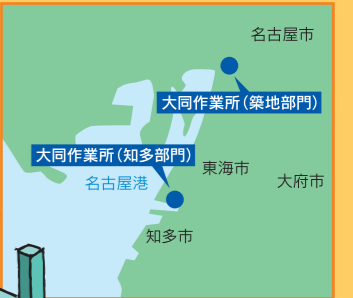 名古屋市
大同作業所（築地部門）
大同作業所（知多部門）
東海市
名古屋港
大府市
知多市